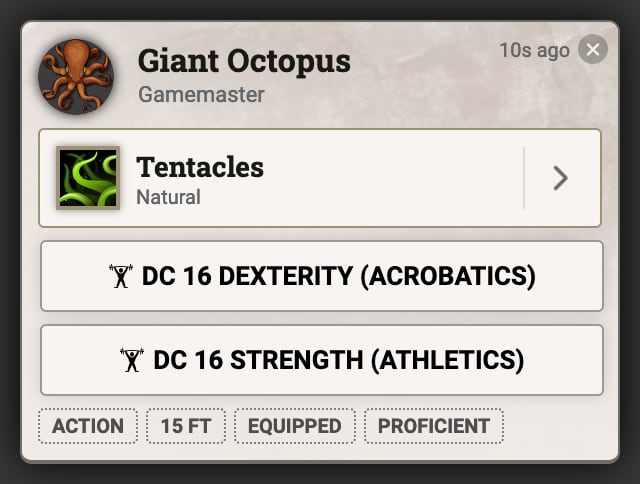 Giant Octopus
10s ago
Gamemaster
Tentacles
Natural
DC 16 DEXTERITY (ACROBATICS)
DC 16 STRENGTH (ATHLETICS)
ACTION 15 FT EQUIPPED PROFICIENT